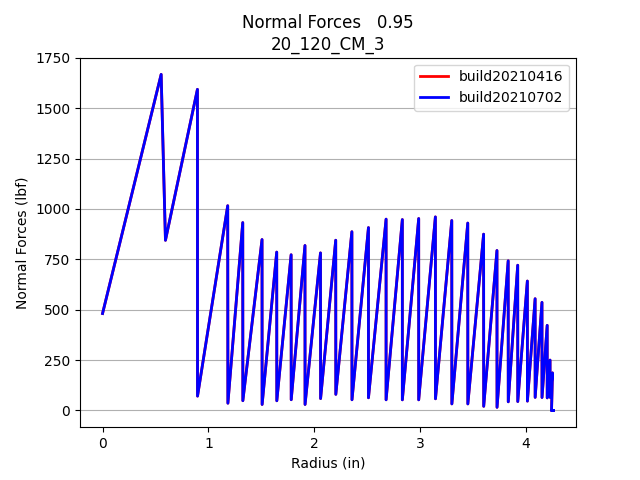 Normal Forces   0.95
20_120_CM_3
build20210416
build20210702
Normal Forces (lbf)
1750
1500
1250
1000
750
500
250
0
0 1 2 3 4
Radius (in)